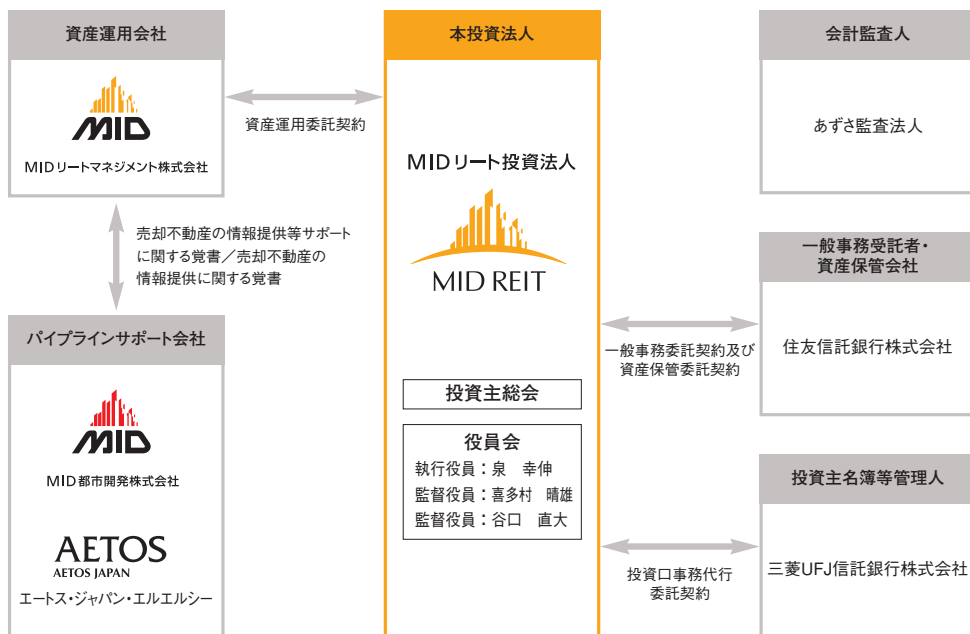 資産運用会社
MID
MIDリートマネジメント株式会社
資産運用委託契約
売却不動産の情報提供等サポート
に関する覚書／売却不動産の
情報提供に関する覚書
パイプラインサポート会社
MID
MID都市開発株式会社
AETOS
AETOS JAPAN
エートス・ジャパン・エルエルシー
本投資法人
MIDリート投資法人
MID REIT
投資主総会
役員会
執行役員：泉　幸伸
監督役員：喜多村　晴雄
監督役員：谷口　直大
会計監査人
あずさ監査法人
一般事務受託者・
資産保管会社
住友信託銀行株式会社
一般事務委託契約及び
資産保管委託契約
投資主名簿等管理人
三菱UFJ信託銀行株式会社
投資口事務代行
委託契約